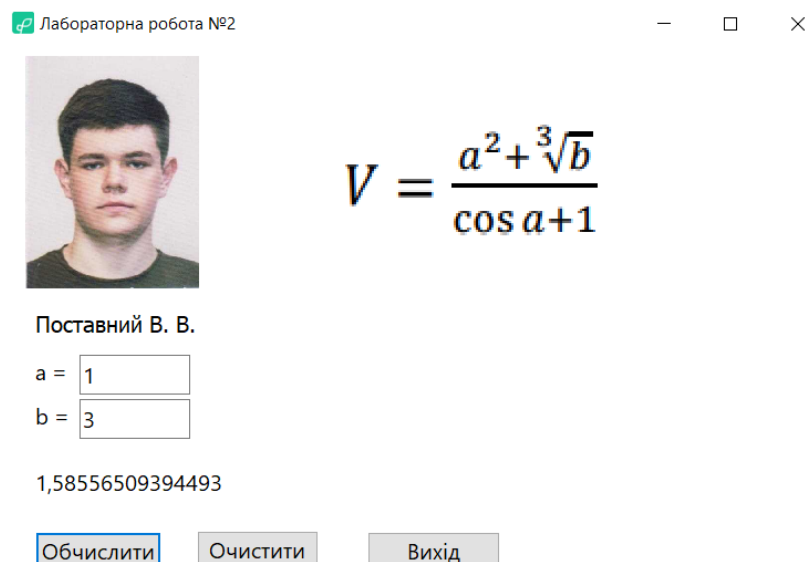 Лабораторна робота №2
V = (a² + ∛b) / (cos a+1)
Поставний В. В.
a = 1
b = 3
1,58556509394493
Обчислити Очистити Вихід